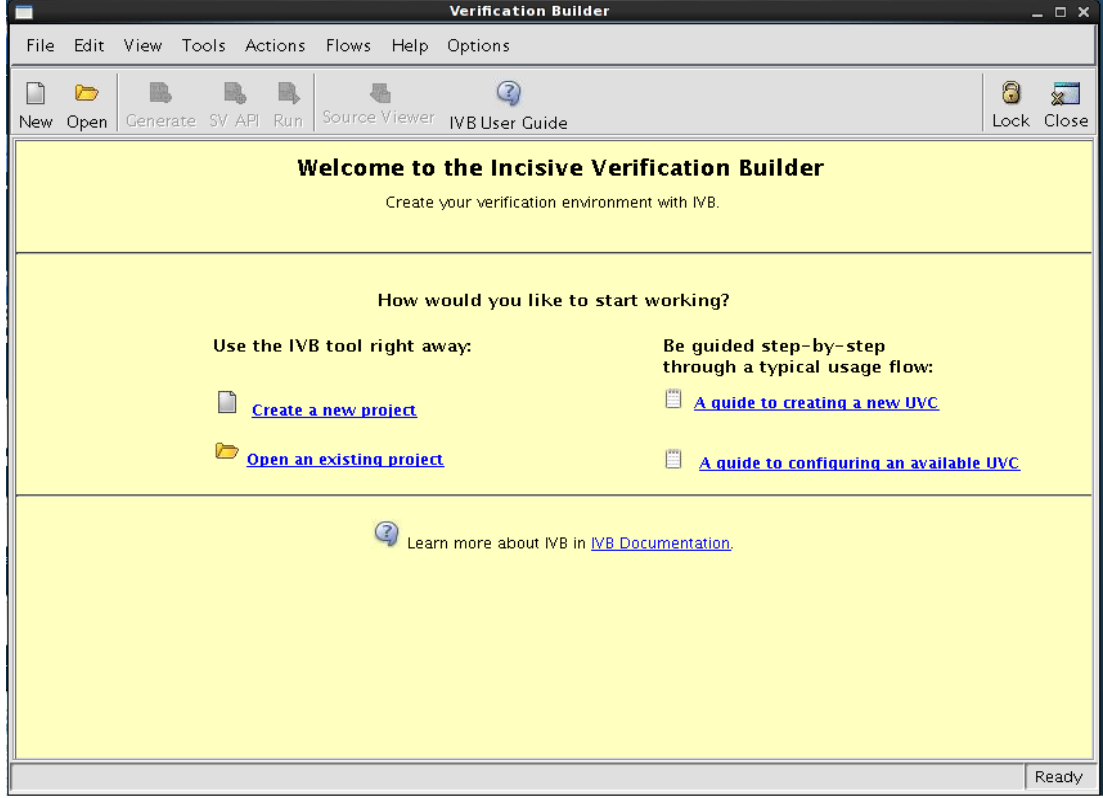 Verification Builder
File Edit View Tools Actions Flows Help Options
New Open Generate SV API Run Source Viewer IVB User Guide Lock Close
Welcome to the Incisive Verification Builder
Create your verification environment with IVB.
How would you like to start working?
Use the IVB tool right away:
Create a new project
Open an existing project
Be guided step-by-step
through a typical usage flow:
A guide to creating a new UVC
A guide to configuring an available UVC
Learn more about IVB in IVB Documentation.
Ready